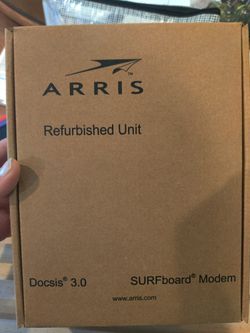 ARRIS
Refurbished Unit
Docsis® 3.0 SURFboard® Modem
www.arris.com